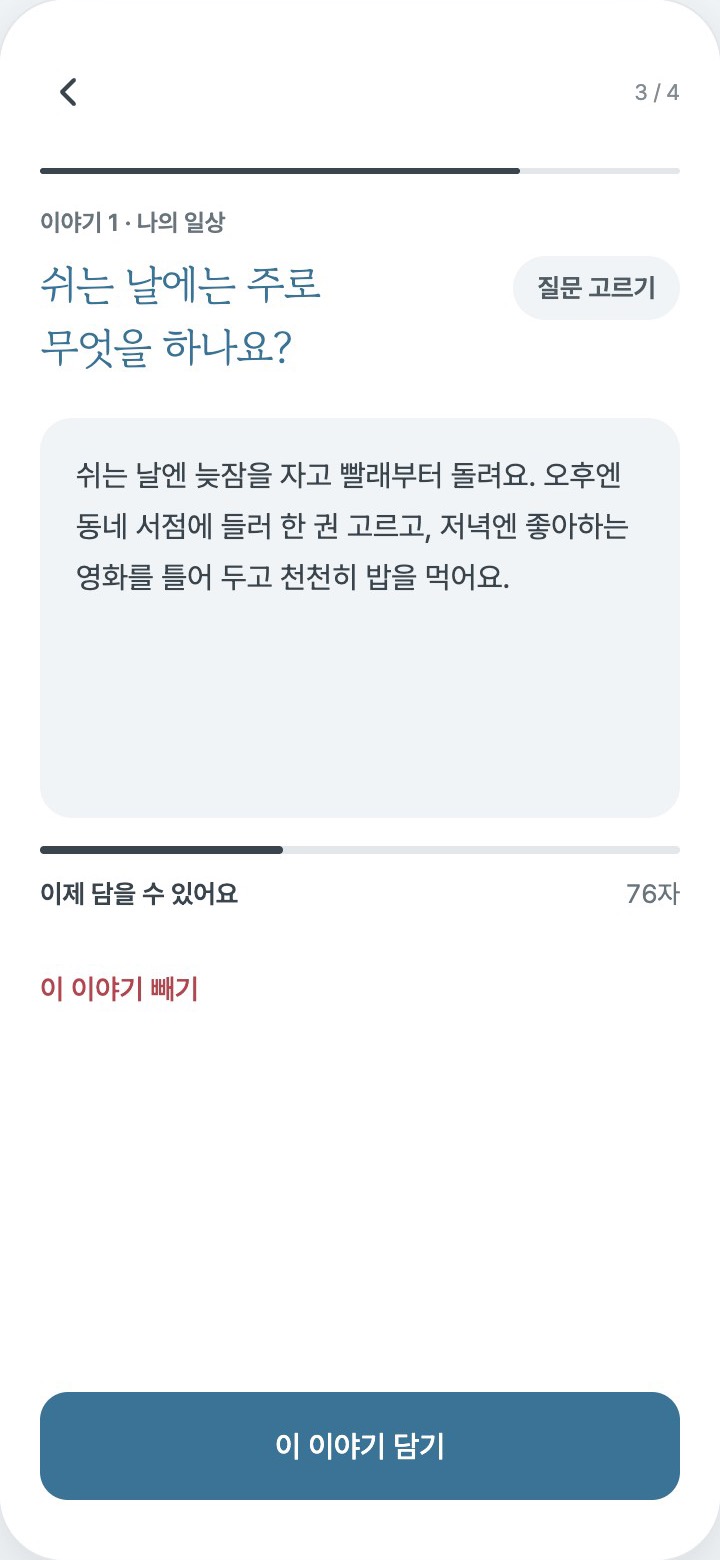 3 / 4
이야기 1 · 나의 일상
쉬는 날에는 주로
무엇을 하나요?
질문 고르기
쉬는 날엔 늦잠을 자고 빨래부터 돌려요. 오후엔
동네 서점에 들러 한 권 고르고, 저녁엔 좋아하는
영화를 틀어 두고 천천히 밥을 먹어요.
이제 담을 수 있어요
76자
이 이야기 빼기
이 이야기 담기